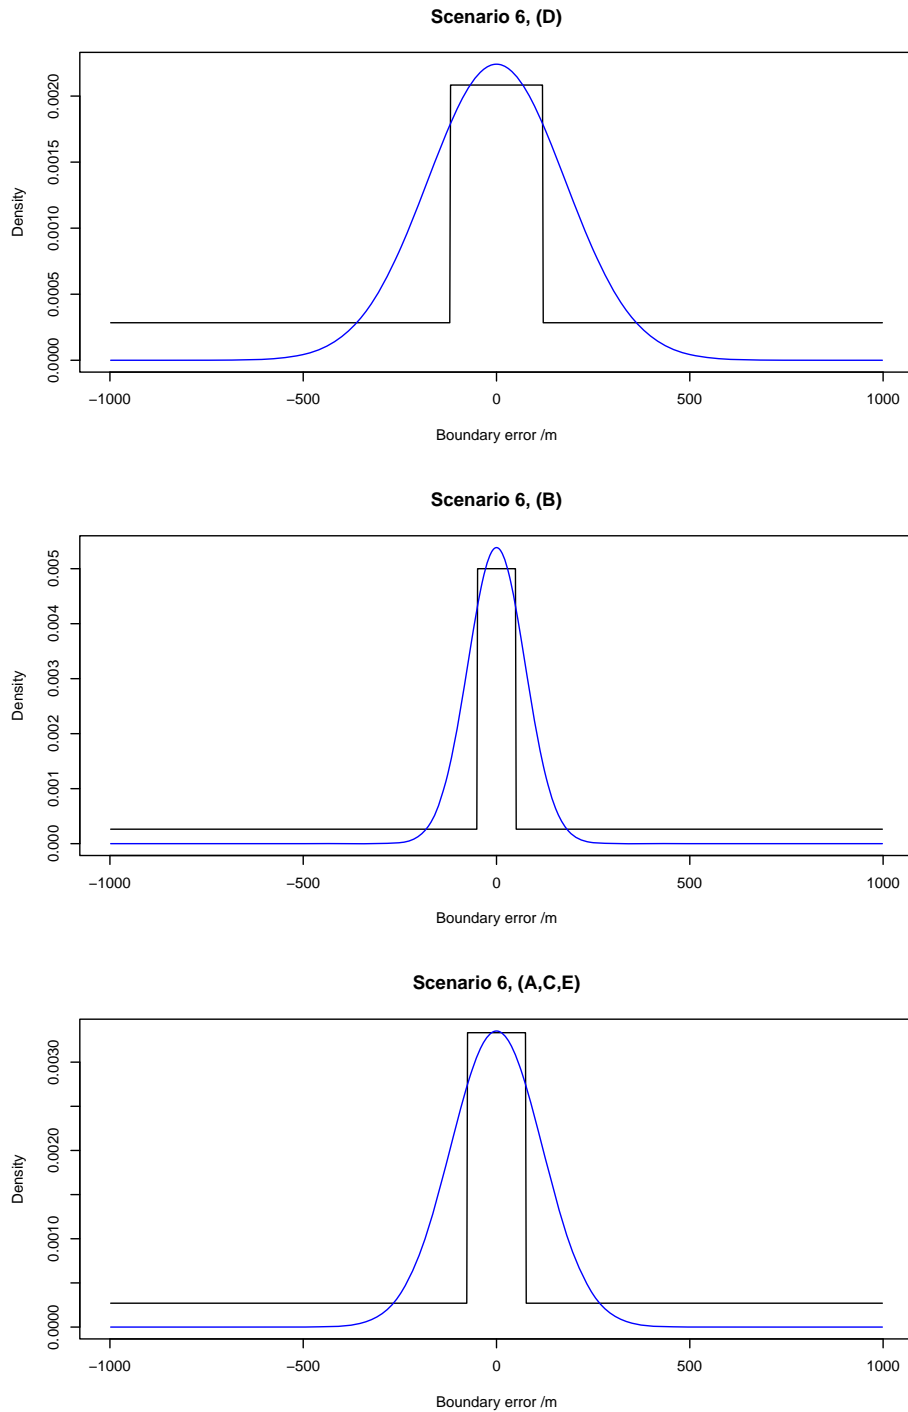 Scenario 6, (D)
Density
0.0000 0.0005 0.0010 0.0015 0.0020
−1000 −500 0 500 1000
Boundary error /m
Scenario 6, (B)
Density
0.000 0.001 0.002 0.003 0.004 0.005
−1000 −500 0 500 1000
Boundary error /m
Scenario 6, (A,C,E)
Density
0.0000 0.0010 0.0020 0.0030
−1000 −500 0 500 1000
Boundary error /m